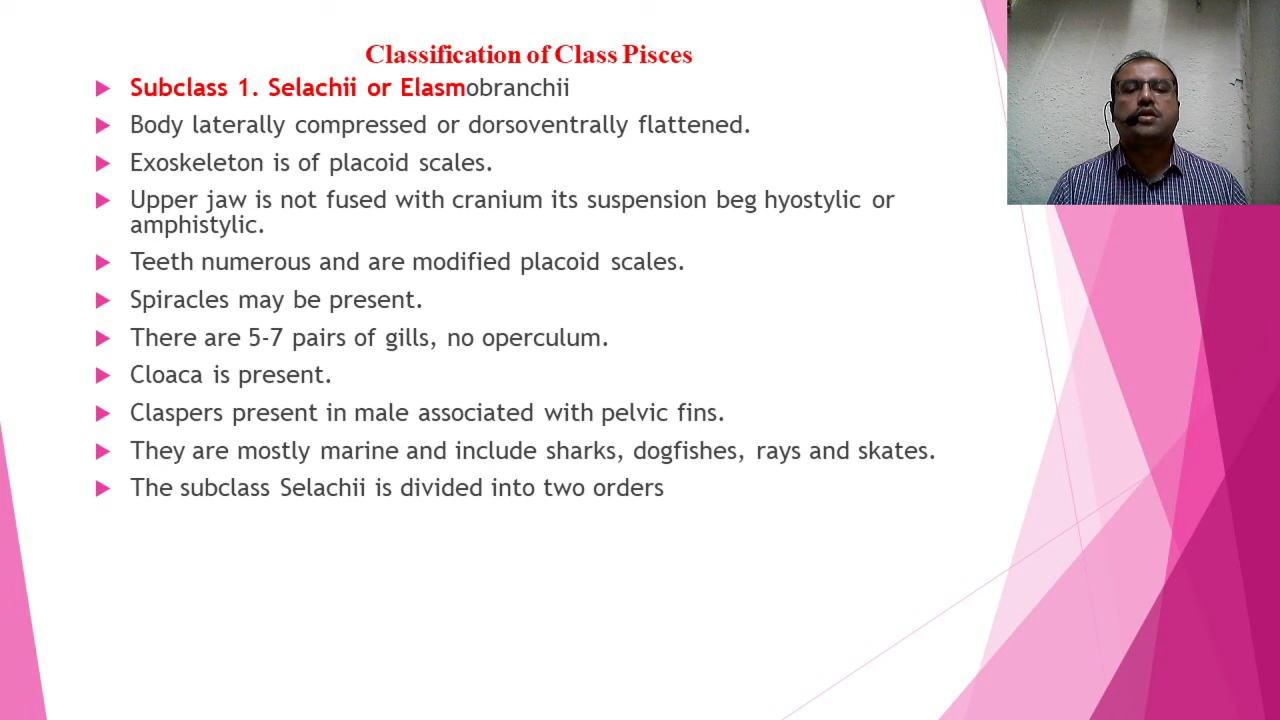 Classification of Class Pisces
Subclass 1. Selachii or Elasmobranchii
Body laterally compressed or dorsoventrally flattened.
Exoskeleton is of placoid scales.
Upper jaw is not fused with cranium its suspension beg hyostylic or
amphistylic.
Teeth numerous and are modified placoid scales.
Spiracles may be present.
There are 5-7 pairs of gills, no operculum.
Cloaca is present.
Claspers present in male associated with pelvic fins.
They are mostly marine and include sharks, dogfishes, rays and skates.
The subclass Selachii is divided into two orders